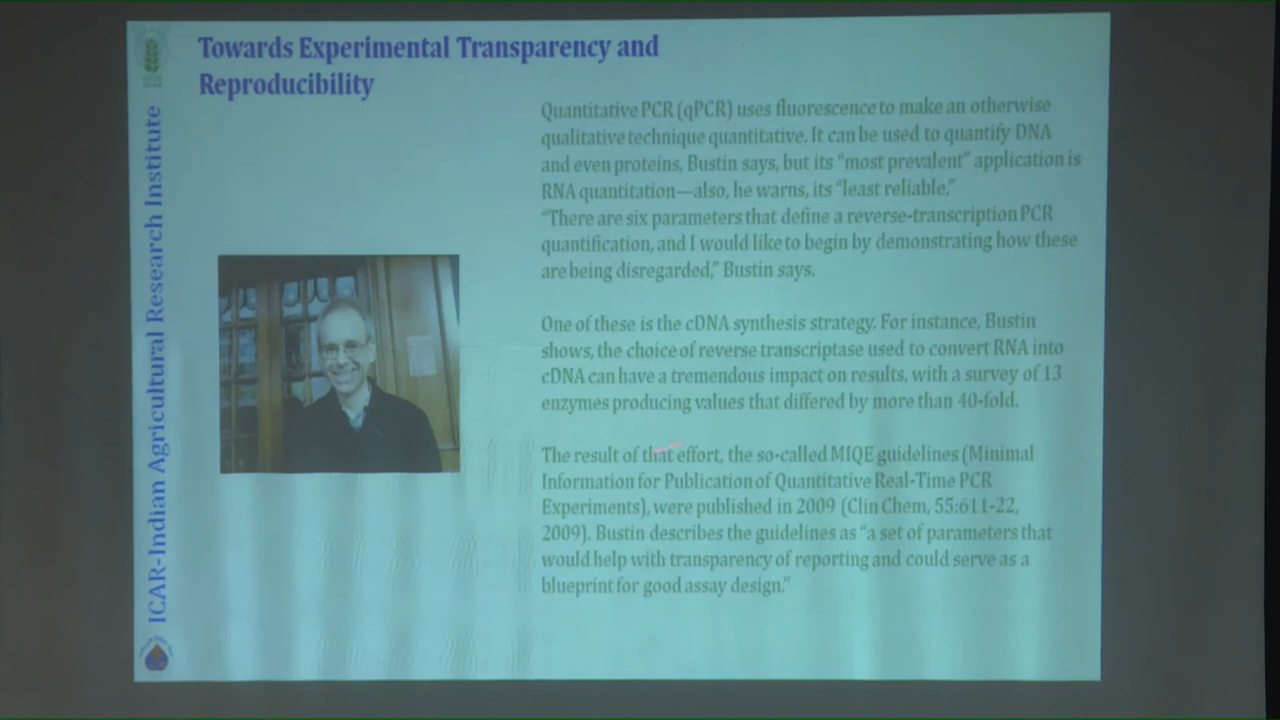 Towards Experimental Transparency and
Reproducibility
ICAR-Indian Agricultural Research Institute
Quantitative PCR (qPCR) uses fluorescence to make an otherwise
qualitative technique quantitative. It can be used to quantify DNA
and even proteins, Bustin says, but its “most prevalent” application is
RNA quantitation—also, he warns, its “least reliable.”
“There are six parameters that define a reverse-transcription PCR
quantification, and I would like to begin by demonstrating how these
are being disregarded,” Bustin says.
One of these is the cDNA synthesis strategy. For instance, Bustin
shows, the choice of reverse transcriptase used to convert RNA into
cDNA can have a tremendous impact on results, with a survey of 13
enzymes producing values that differed by more than 40-fold.
The result of that effort, the so-called MIQE guidelines (Minimal
Information for Publication of Quantitative Real-Time PCR
Experiments), were published in 2009 (Clin Chem, 55:611-22,
2009). Bustin describes the guidelines as “a set of parameters that
would help with transparency of reporting and could serve as a
blueprint for good assay design.”